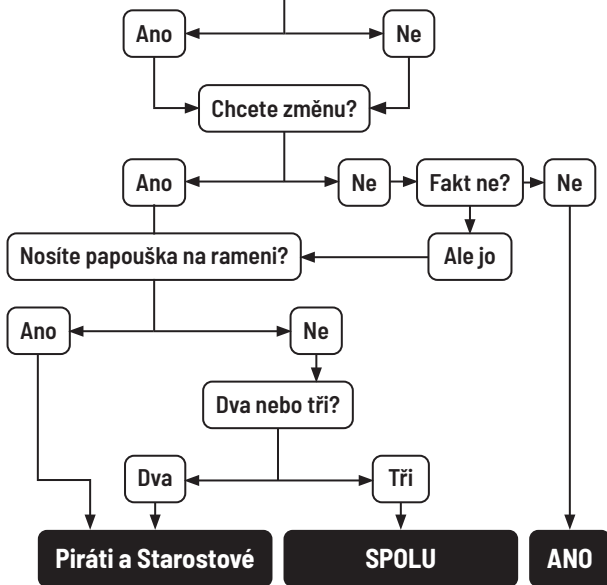 Ano
Ne
Chcete změnu?
Ano
Ne
Fakt ne?
Ne
Nosíte papouška na rameni?
Ale jo
Ano
Ne
Dva nebo tři?
Dva
Tři
Piráti a Starostové
SPOLU
ANO